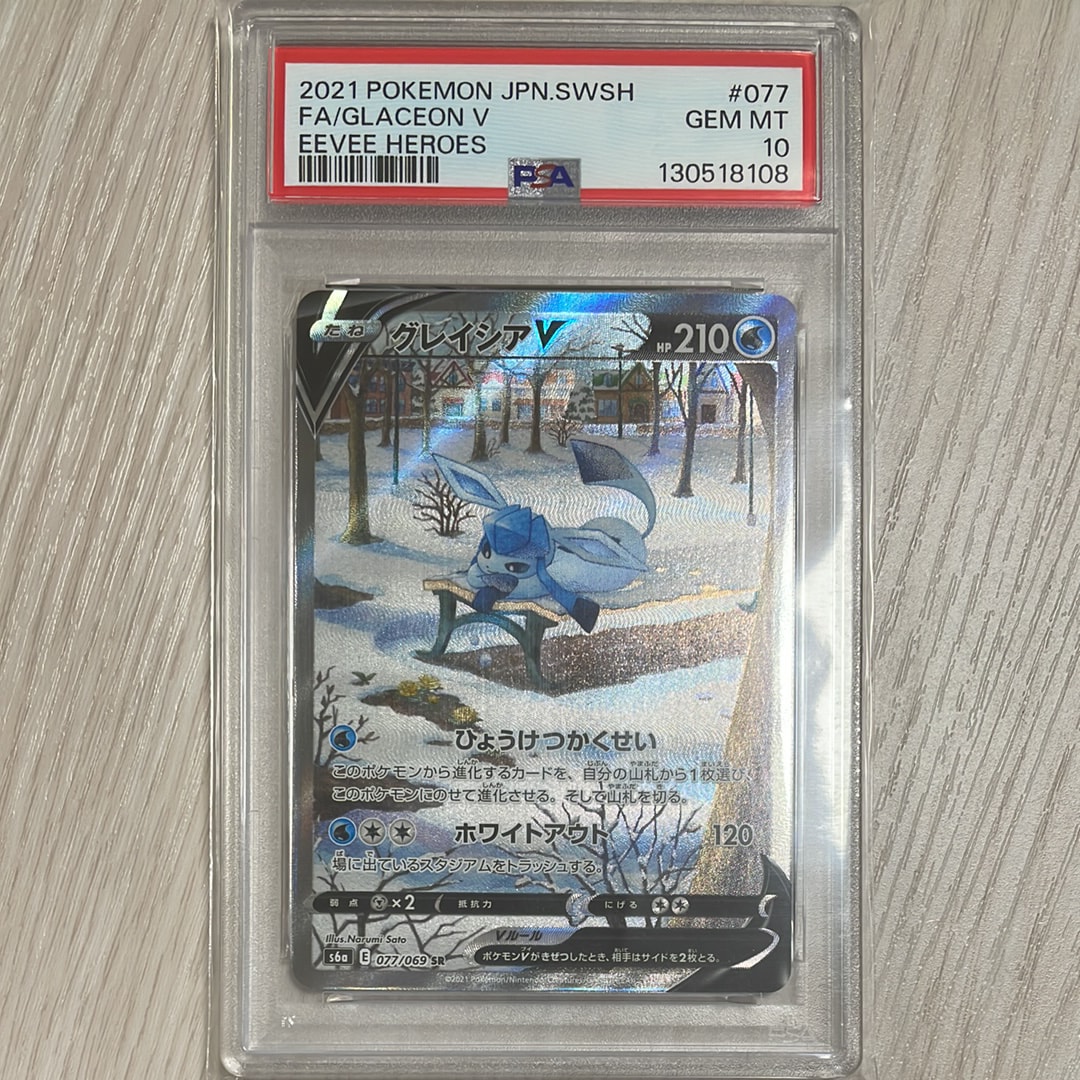 2021 POKEMON JPN.SWSH #077
FA/GLACEON V GEM MT
EEVEE HEROES 10
PSA 130518108
たね グレイシアV HP210
ひょうけつかくせい
このポケモンから進化するカードを、自分の山札から1枚選び、
このポケモンにのせて進化させる。そして山札を切る。
ホワイトアウト 120
場に出ているスタジアムをトラッシュする。
弱点 ×2 抵抗力 にげる
Illus.Narumi Sato
Vルール
s6a E 077/069 SR ポケモンVがきぜつしたとき、相手はサイドを2枚とる。
©2021 Pokémon/Nintendo/Creatures/